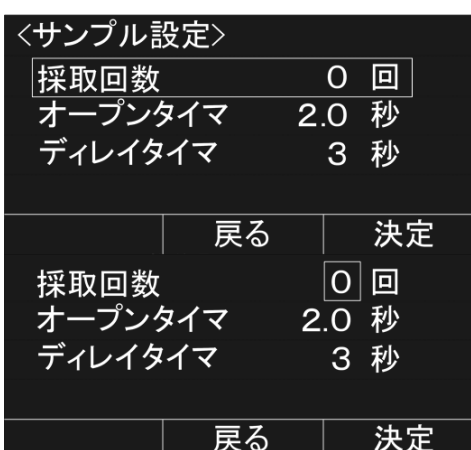 <サンプル設定>
採取回数 0 回
オープンタイマ 2.0 秒
ディレイタイマ 3 秒
戻る 決定
採取回数 0 回
オープンタイマ 2.0 秒
ディレイタイマ 3 秒
戻る 決定